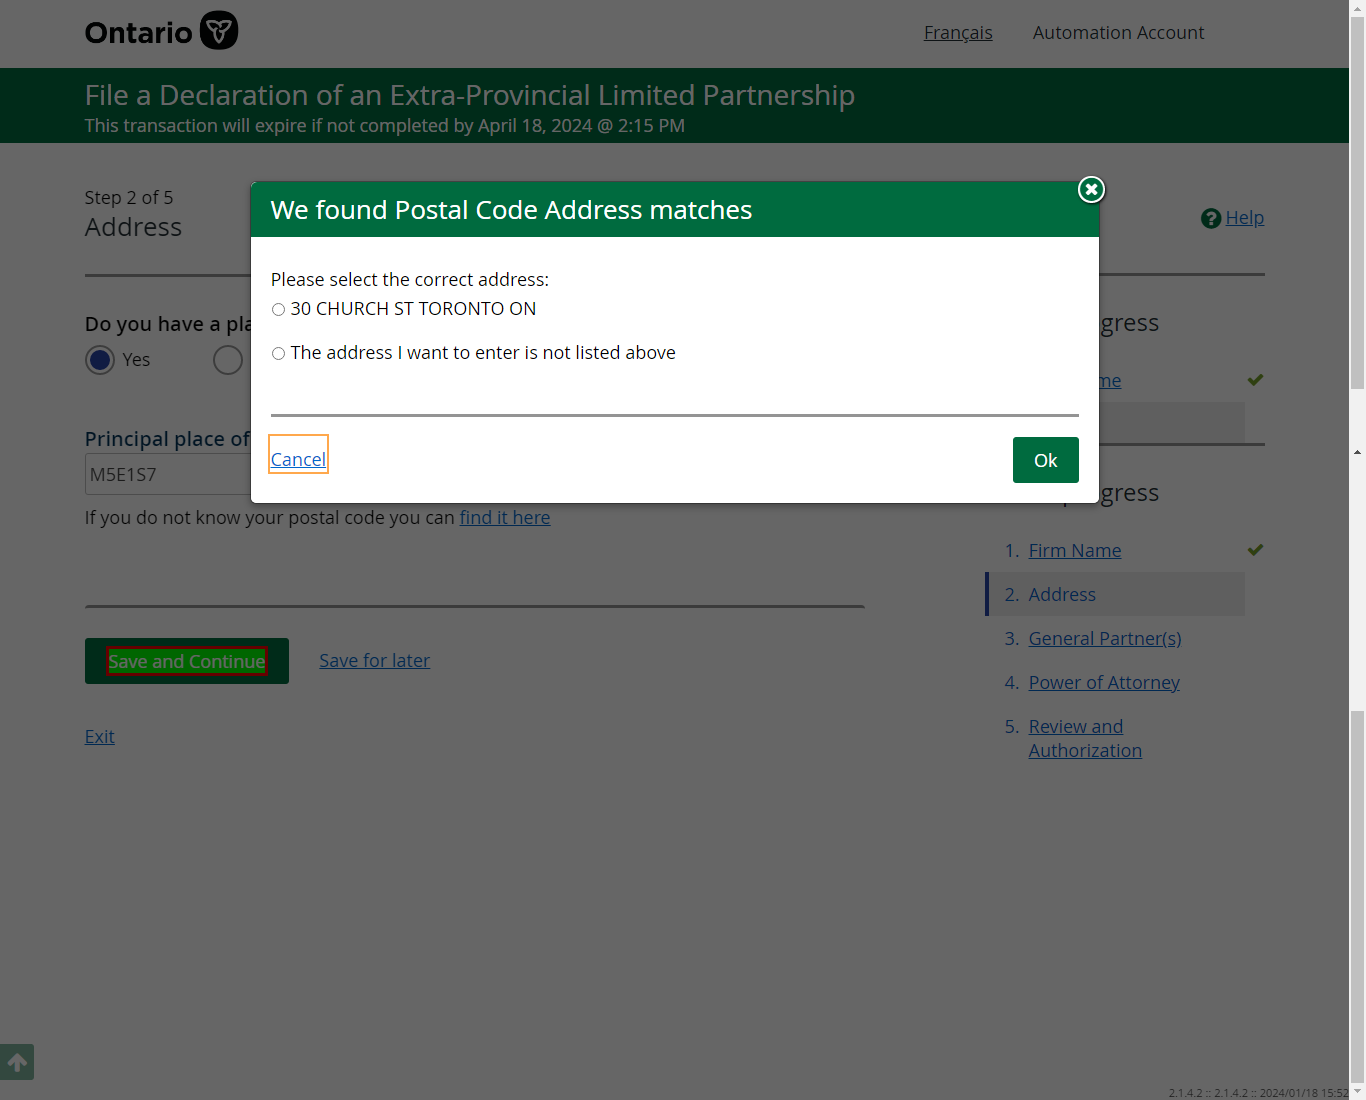 Ontario
Français
Automation Account
File a Declaration of an Extra-Provincial Limited Partnership
This transaction will expire if not completed by April 18, 2024 @ 2:15 PM
Step 2 of 5
Address
Help
We found Postal Code Address matches
Please select the correct address:
30 CHURCH ST TORONTO ON
The address I want to enter is not listed above
Cancel
Ok
Do you have a pla
Yes
gress
me
Principal place of
M5E1S7
If you do not know your postal code you can find it here
gress
1. Firm Name
2. Address
3. General Partner(s)
4. Power of Attorney
5. Review and
Authorization
Save and Continue
Save for later
Exit
2.1.4.2 :: 2.1.4.2 :: 2024/01/18 15:52